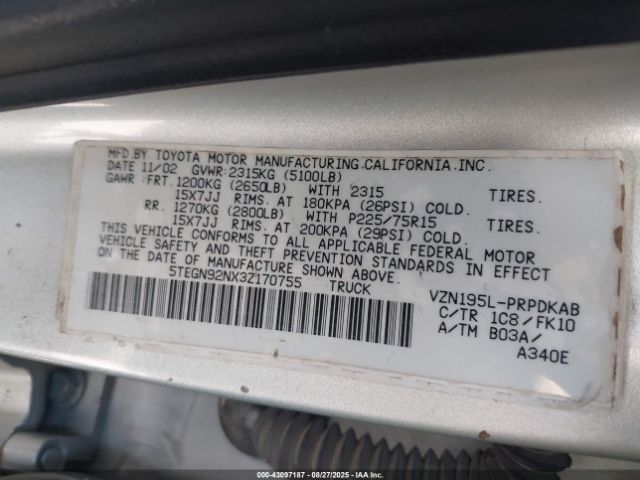 MFD.BY TOYOTA MOTOR MANUFACTURING.CALIFORNIA.INC.
DATE 11/02 GVWR:2315KG (5100LB)
GAWR: FRT. 1200KG (2650LB) WITH 2315 TIRES.
15X7JJ RIMS. AT 180KPA (26PSI) COLD.
RR. 1270KG (2800LB) WITH P225/75R15 TIRES.
15X7JJ RIMS. AT 200KPA (29PSI) COLD.
THIS VEHICLE CONFORMS TO ALL APPLICABLE FEDERAL MOTOR
VEHICLE SAFETY AND THEFT PREVENTION STANDARDS IN EFFECT
ON THE DATE OF MANUFACTURE SHOWN ABOVE.
5TEGN92NX3Z170755 TRUCK
VZN195L-PRPDKAB
C/TR 1C8/FK10
A/TM B03A/
A340E
000-43097187 - 08/27/2025 - IAAI/IMPACT